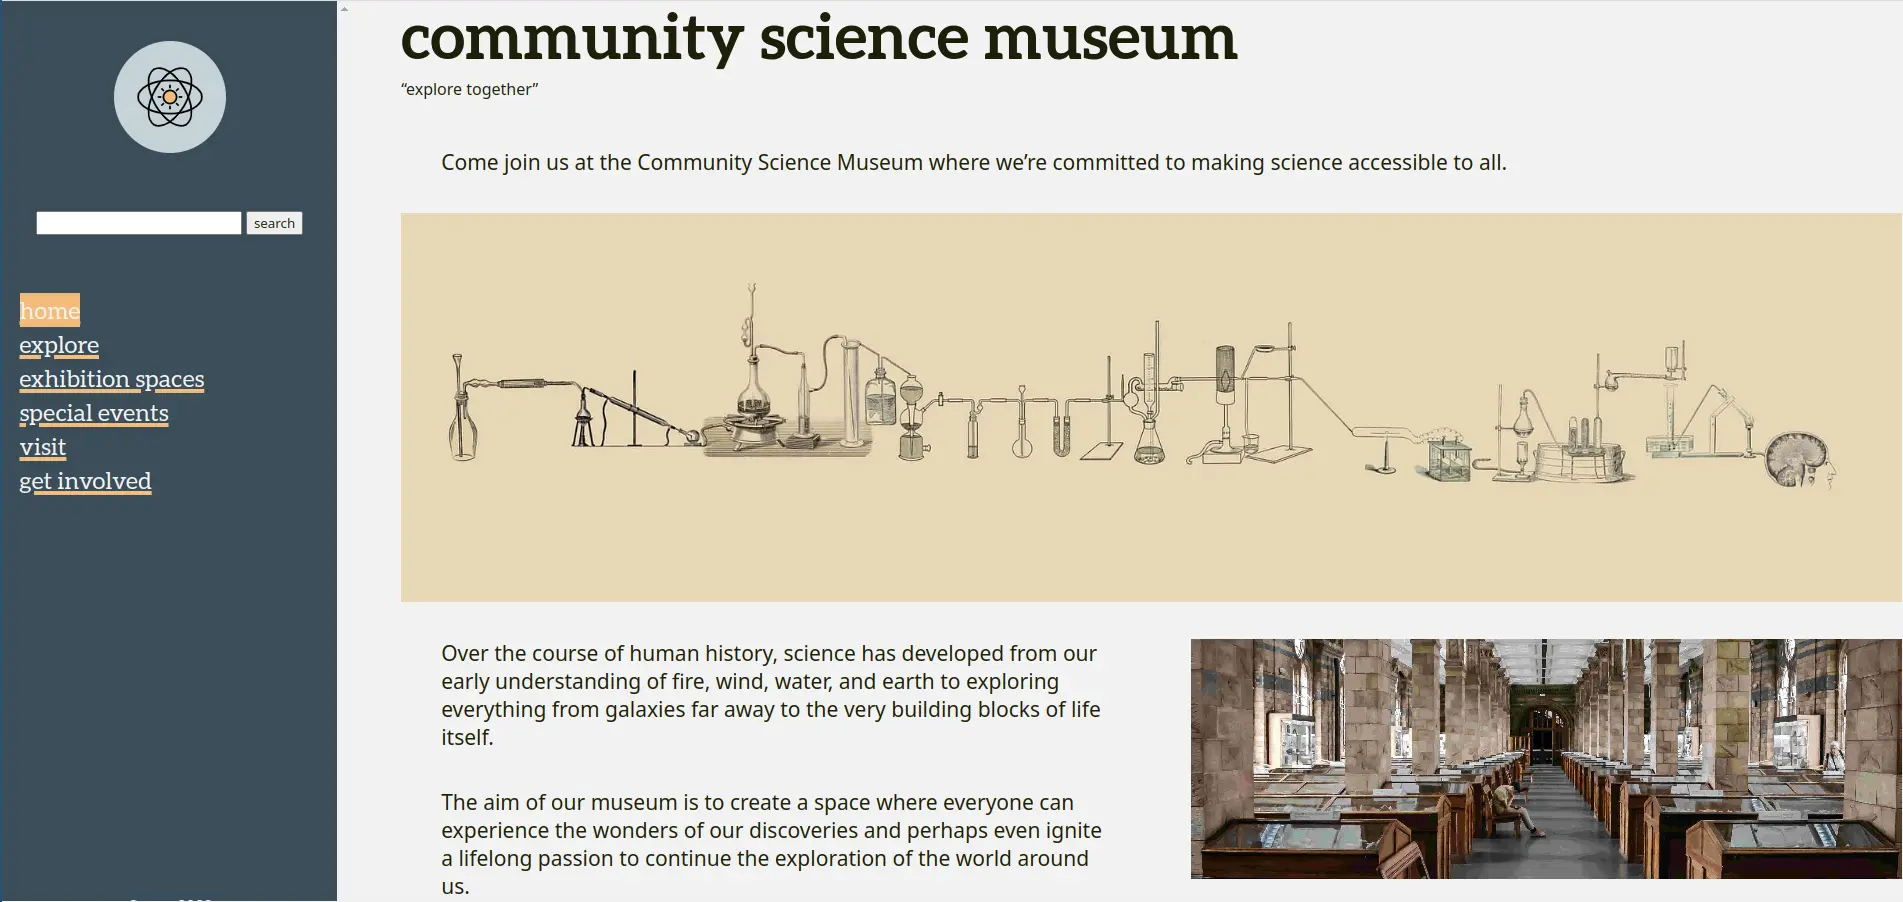 community science museum
“explore together”
search
home
explore
exhibition spaces
special events
visit
get involved
Come join us at the Community Science Museum where we’re committed to making science accessible to all.
Over the course of human history, science has developed from our
early understanding of fire, wind, water, and earth to exploring
everything from galaxies far away to the very building blocks of life
itself.
The aim of our museum is to create a space where everyone can
experience the wonders of our discoveries and perhaps even ignite
a lifelong passion to continue the exploration of the world around
us.